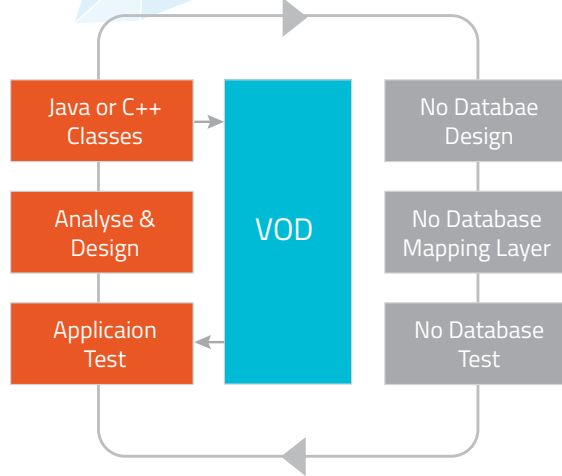 Java or C++
Classes
Analyse &
Design
Applicaion
Test
VOD
No Databae
Design
No Database
Mapping Layer
No Database
Test